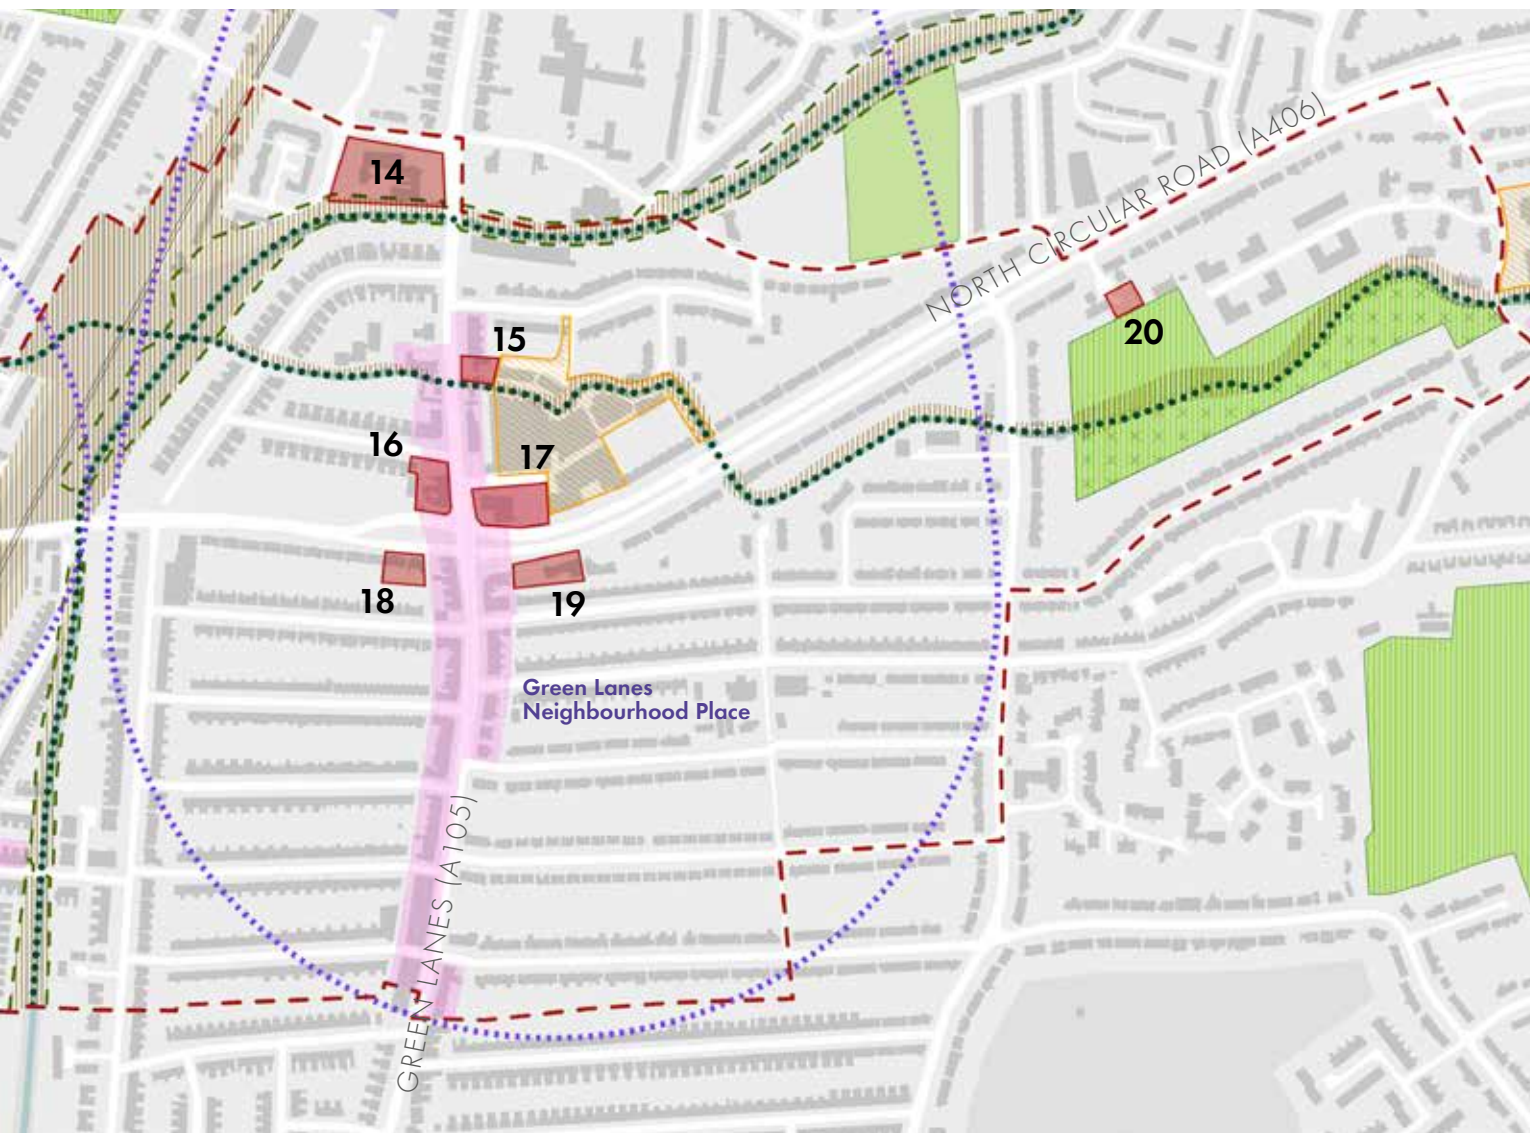 14
NORTH CIRCULAR ROAD (A406)
20
15
16
17
18
19
Green Lanes
Neighbourhood Place
GREEN LANES (A105)